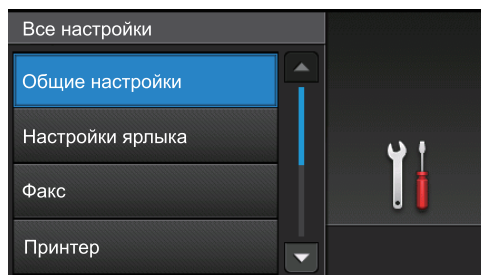 Все настройки
Общие настройки
Настройки ярлыка
Факс
Принтер